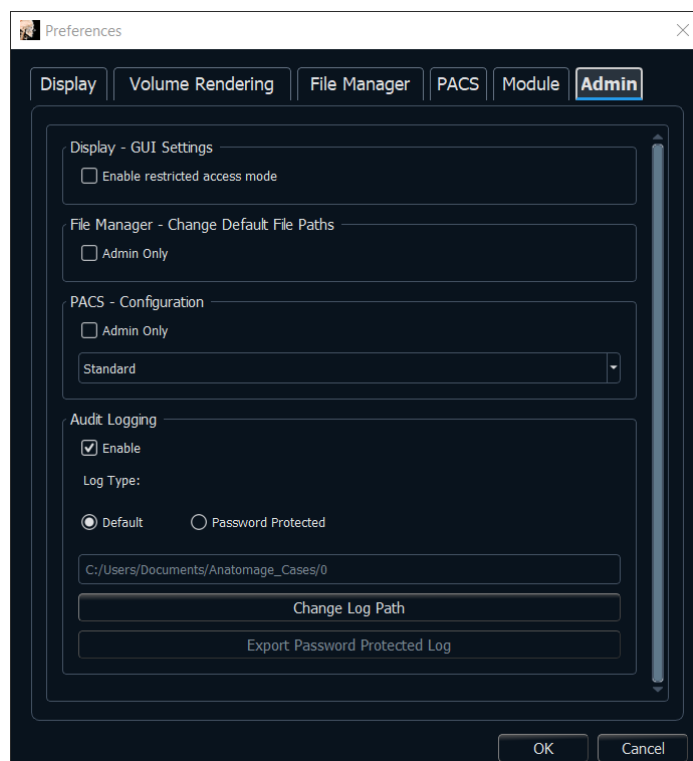 Preferences
Display Volume Rendering File Manager PACS Module Admin
Display - GUI Settings
Enable restricted access mode
File Manager - Change Default File Paths
Admin Only
PACS - Configuration
Admin Only
Standard
Audit Logging
Enable
Log Type:
Default Password Protected
C:/Users/Documents/Anatomage_Cases/0
Change Log Path
Export Password Protected Log
OK Cancel